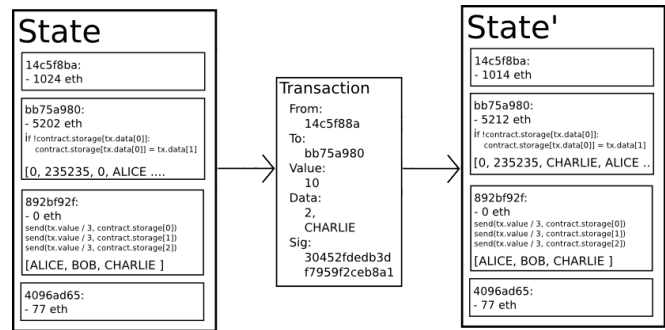 State
14c5f8ba:
- 1024 eth
bb75a980:
- 5202 eth
if !contract.storage[tx.data[0]]:
contract.storage[tx.data[0]] = tx.data[1]
[0, 235235, 0, ALICE ....
892bf92f:
- 0 eth
send(tx.value / 3, contract.storage[0])
send(tx.value / 3, contract.storage[1])
send(tx.value / 3, contract.storage[2])
[ALICE, BOB, CHARLIE ]
4096ad65:
- 77 eth
Transaction
From:
14c5f88a
To:
bb75a980
Value:
10
Data:
2,
CHARLIE
Sig:
30452fdedb3d
f7959f2ceb8a1
State'
14c5f8ba:
- 1014 eth
bb75a980:
- 5212 eth
if !contract.storage[tx.data[0]]:
contract.storage[tx.data[0]] = tx.data[1]
[0, 235235, CHARLIE, ALICE ..
892bf92f:
- 0 eth
send(tx.value / 3, contract.storage[0])
send(tx.value / 3, contract.storage[1])
send(tx.value / 3, contract.storage[2])
[ALICE, BOB, CHARLIE ]
4096ad65:
- 77 eth